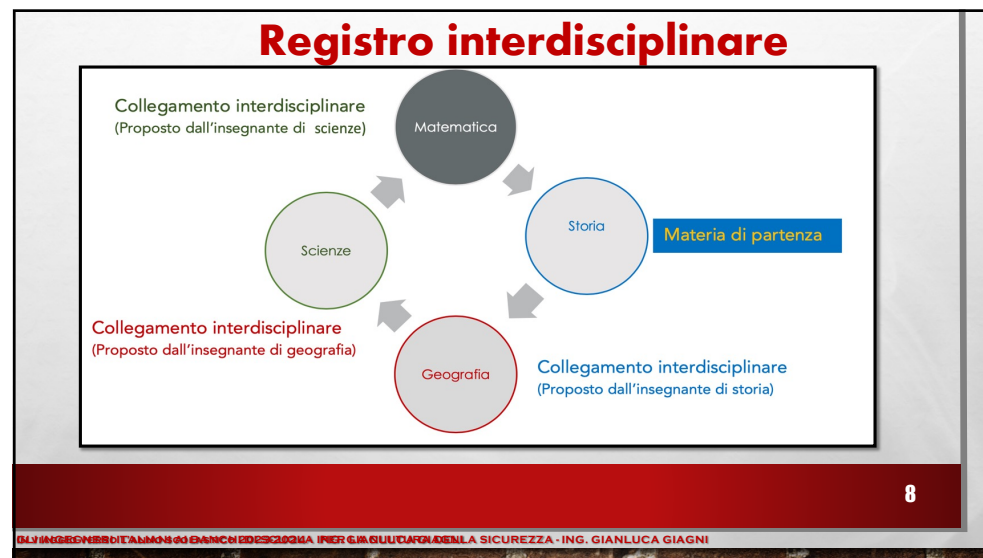 Registro interdisciplinare
Collegamento interdisciplinare
(Proposto dall'insegnante di scienze)
Matematica
Storia
Materia di partenza
Scienze
Collegamento interdisciplinare
(Proposto dall'insegnante di geografia)
Geografia
Collegamento interdisciplinare
(Proposto dall'insegnante di storia)
8
SICUREZZA - ING. GIANLUCA GIAGNI